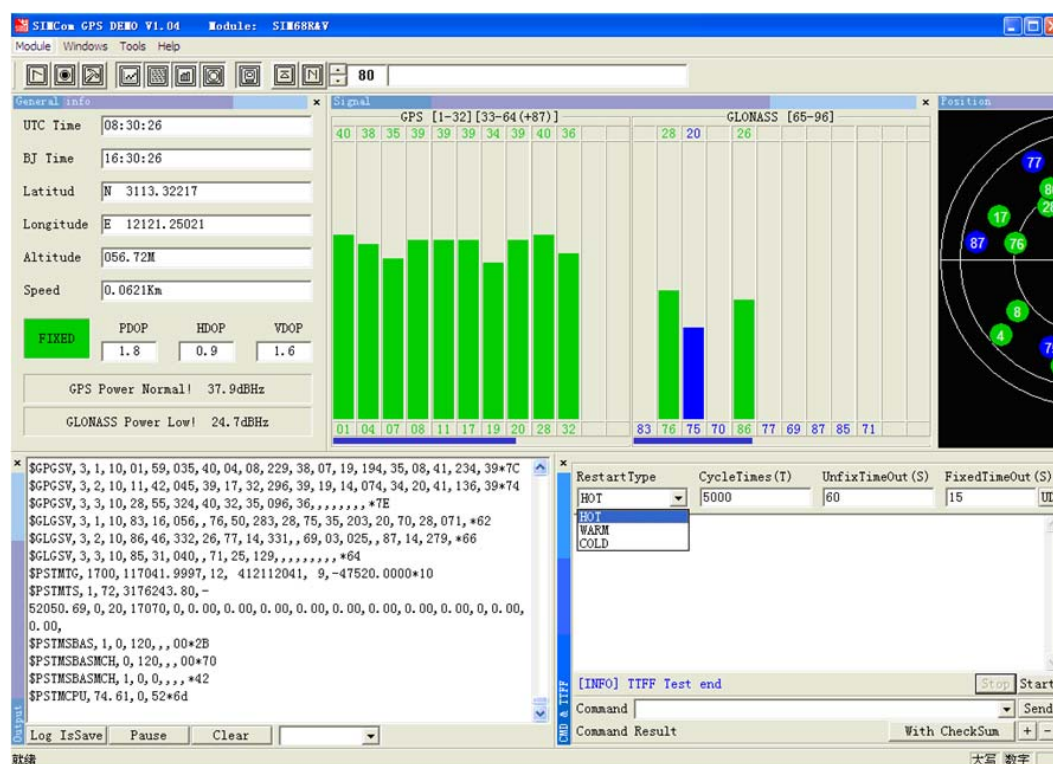 SIMCom GPS DEMO V1.04 Module: SIM68R&V
Module Windows Tools Help
80
General info
UTC Time 08:30:26
BJ Time 16:30:26
Latitud N 3113.32217
Longitude E 12121.25021
Altitude 056.72M
Speed 0.0621Km
FIXED
PDOP HDOP VDOP
1.8 0.9 1.6
GPS Power Normal! 37.9dBHz
GLONASS Power Low! 24.7dBHz
Signal
GPS [1-32][33-64(+87)]
40 38 35 39 39 39 34 39 40 36
01 04 07 08 11 17 19 20 28 32
GLONASS [65-96]
28 20 26
83 76 75 70 86 77 69 87 85 71
Position
77
28
17
87
76
8
4
Output
$GPGSV,3,1,10,01,59,035,40,04,08,229,38,07,19,194,35,08,41,234,39*7C
$GPGSV,3,2,10,11,42,045,39,17,32,296,39,19,14,074,34,20,41,136,39*74
$GPGSV,3,3,10,28,55,324,40,32,35,096,36,,,,,,,,*7E
$GLGSV,3,1,10,83,16,056,,76,50,283,28,75,35,203,20,70,28,071,*62
$GLGSV,3,2,10,86,46,332,26,77,14,331,,69,03,025,,87,14,279,*66
$GLGSV,3,3,10,85,31,040,,71,25,129,,,,,,,,,*64
$PSTMTG,1700,117041.9997,12, 412112041, 9,-47520.0000*10
$PSTMTS,1,72,3176243.80,-
52050.69,0,20,17070,0,0.00,0.00,0.00,0.00,0.00,0.00,0.00,0.00,0,0.00,
0.00,
$PSTMSBAS,1,0,120,,,00*2B
$PSTMSBASMCH,0,120,,,00*70
$PSTMSBASMCH,1,0,0,,,,*42
$PSTMCPU,74.61,0,52*6d
Log IsSave Pause Clear
CMD & TTFF
RestartType CycleTimes(T) UnfixTimeOut(S) FixedTimeOut(S)
HOT 5000 60 15
HOT
WARM
COLD
[INFO] TTFF Test end
Stop Start
Command Send
Command Result With CheckSum + -
就绪 大写 数字